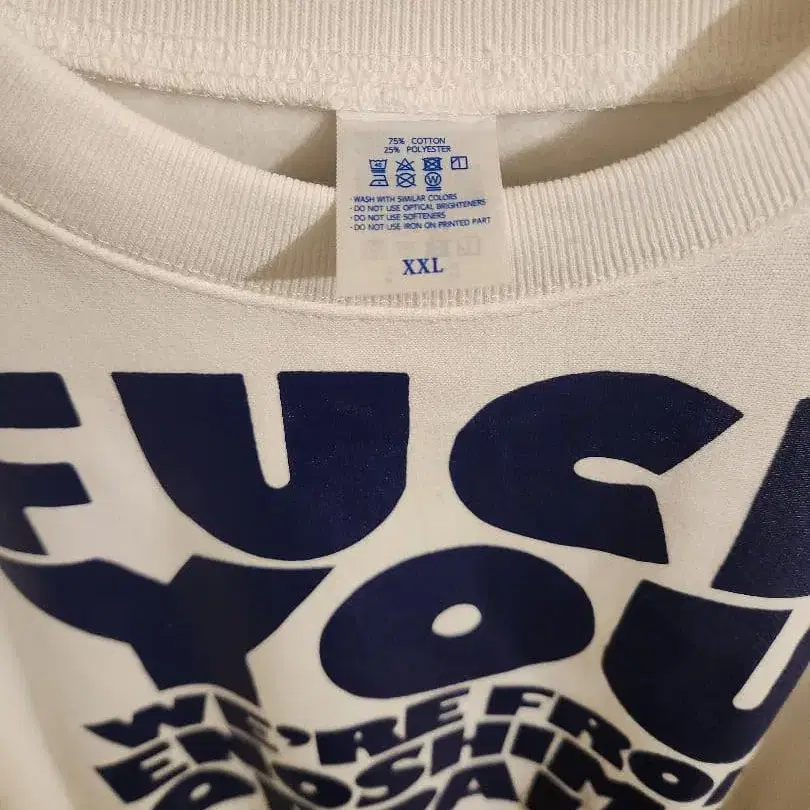 75% COTTON
25% POLYESTER
· WASH WITH SIMILAR COLORS
· DO NOT USE OPTICAL BRIGHTENERS
· DO NOT USE SOFTENERS
· DO NOT USE IRON ON PRINTED PART
XXL
FUCK
YOU
WE'RE FROM